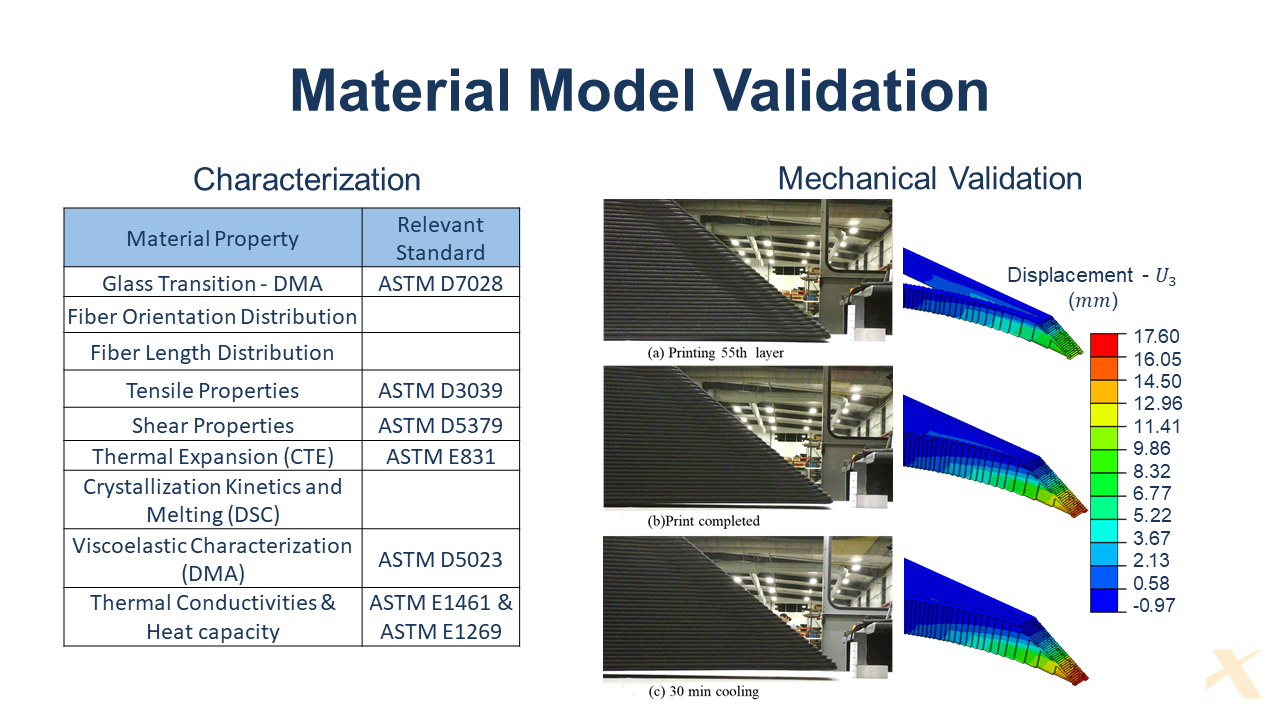 Material Model Validation
Characterization
Material Property
Relevant
Standard
Glass Transition - DMA
ASTM D7028
Fiber Orientation Distribution
Fiber Length Distribution
Tensile Properties
ASTM D3039
Shear Properties
ASTM D5379
Thermal Expansion (CTE)
ASTM E831
Crystallization Kinetics and
Melting (DSC)
Viscoelastic Characterization
(DMA)
ASTM D5023
Thermal Conductivities &
Heat capacity
ASTM E1461 &
ASTM E1269
Mechanical Validation
(a) Printing 55th layer
(b)Print completed
(c) 30 min cooling
Displacement - U₃
(mm)
17.60
16.05
14.50
12.96
11.41
9.86
8.32
6.77
5.22
3.67
2.13
0.58
-0.97